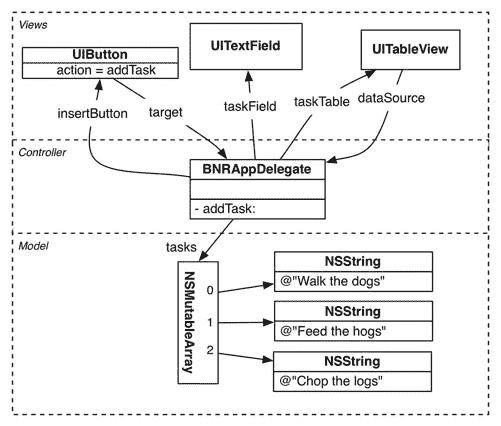 Views
UIButton
action = addTask
UITextField
UITableView
insertButton
target
taskField
taskTable
dataSource
Controller
BNRAppDelegate
- addTask:
Model
tasks
NSMutableArray
0
1
2
NSString
@"Walk the dogs"
NSString
@"Feed the hogs"
NSString
@"Chop the logs"